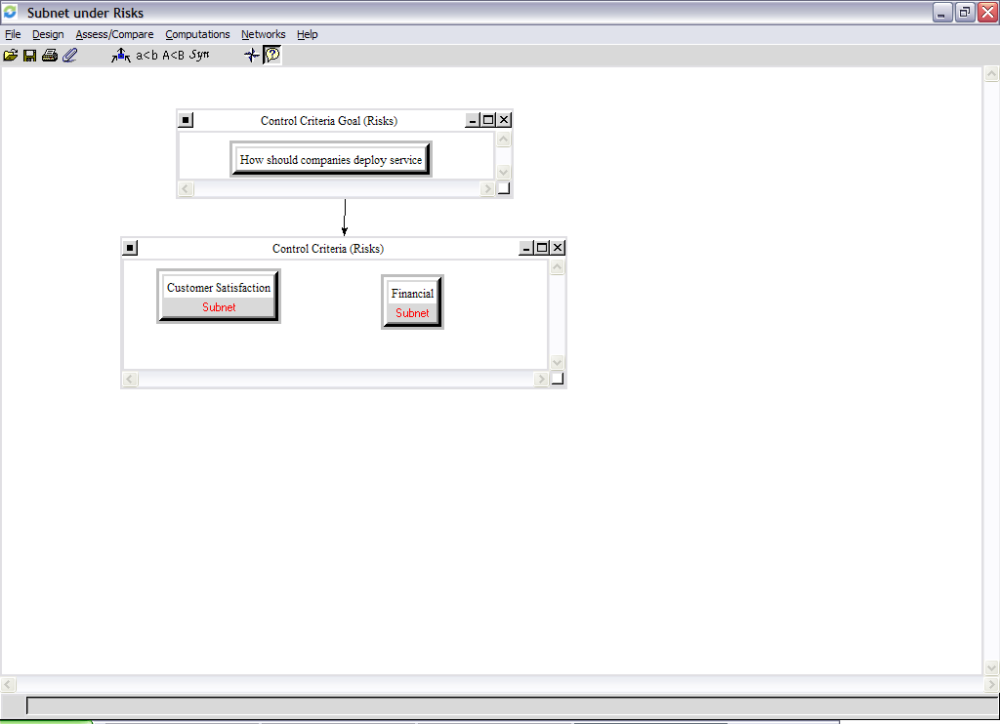 Subnet under Risks
File Design Assess/Compare Computations Networks Help
a<b A<B Syn
Control Criteria Goal (Risks)
How should companies deploy service
Control Criteria (Risks)
Customer Satisfaction
Subnet
Financial
Subnet